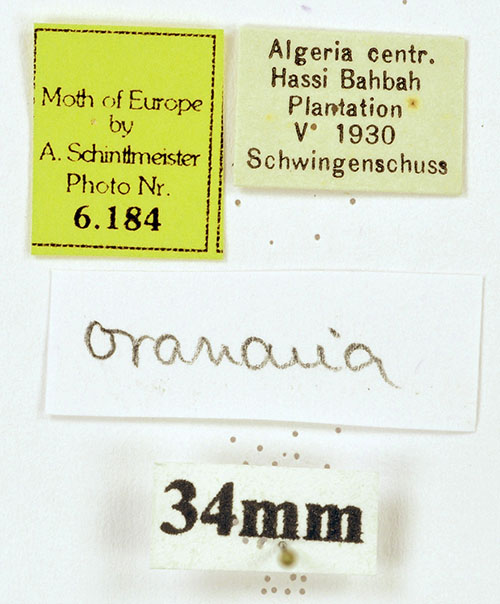 Moth of Europe
by
A. Schintlmeister
Photo Nr.
6.184
Algeria centr.
Hassi Bahbah
Plantation
V. 1930
Schwingenschuss
oranaria
34mm